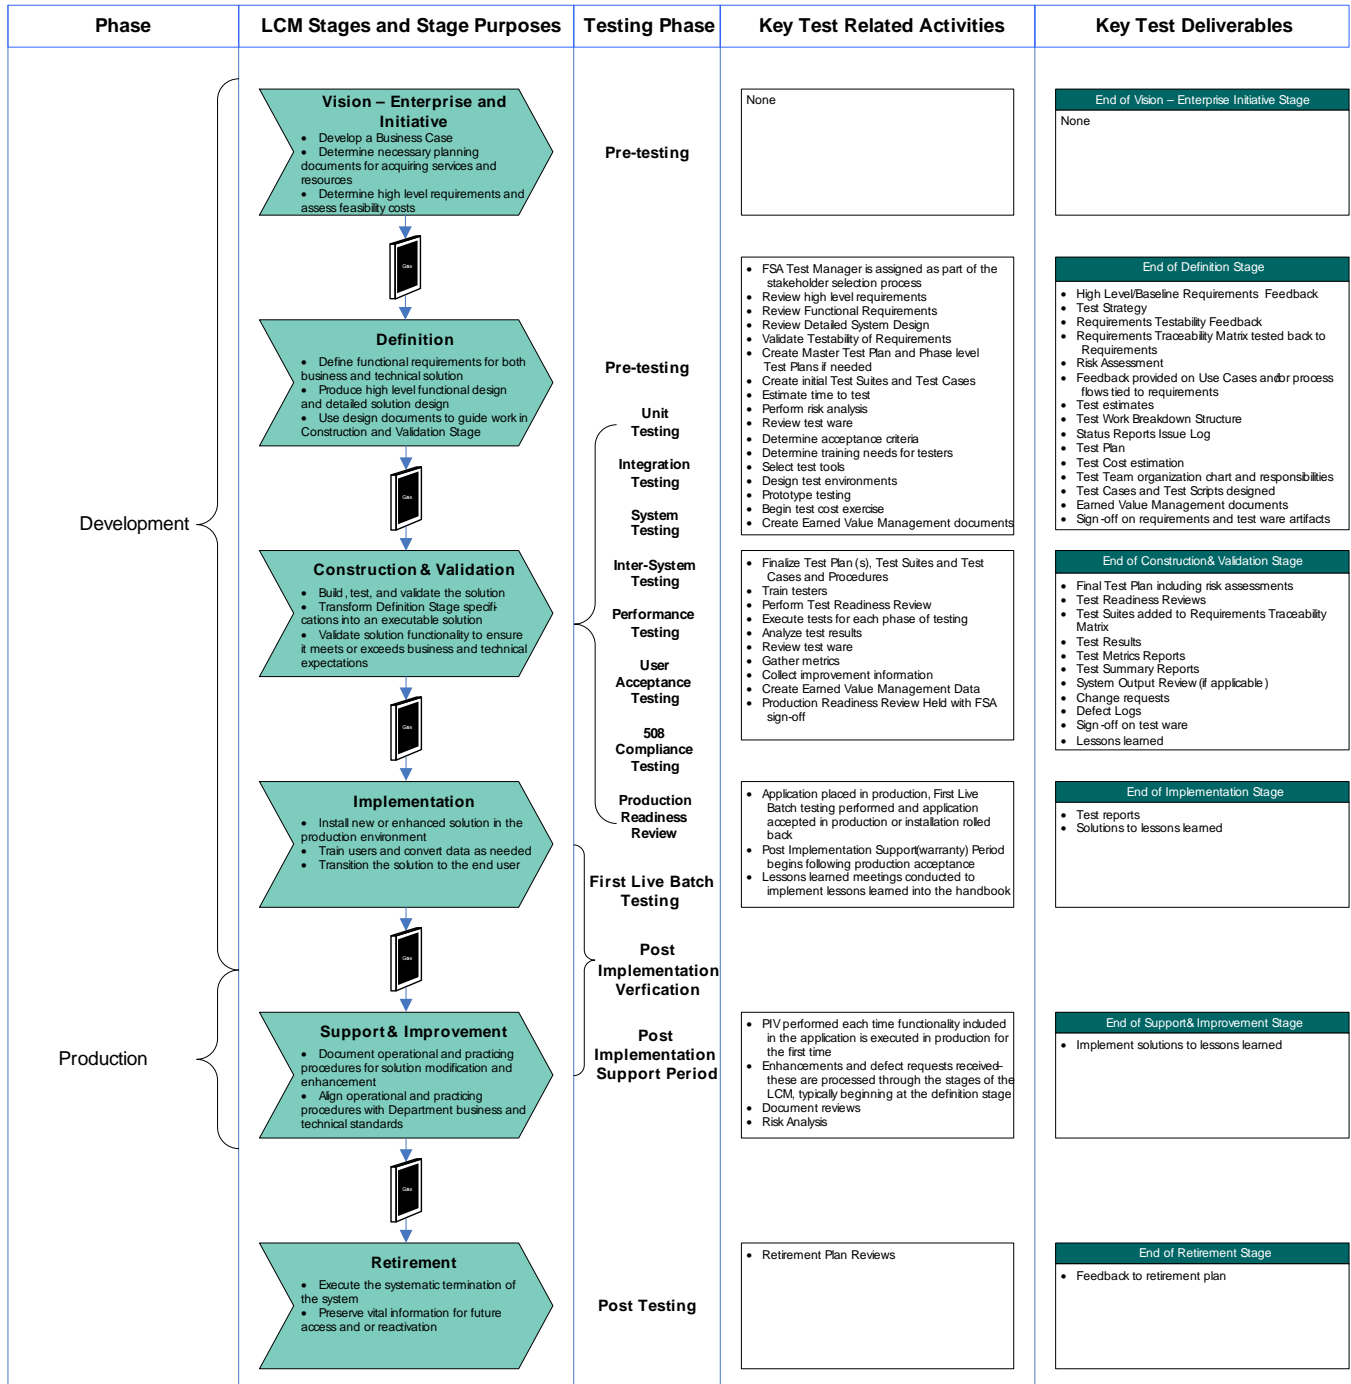 Phase
LCM Stages and Stage Purposes
Testing Phase
Key Test Related Activities
Key Test Deliverables
Development
Production
Vision – Enterprise and
Initiative
• Develop a Business Case
• Determine necessary planning
documents for acquiring services and
resources
• Determine high level requirements and
assess feasibility costs
Pre-testing
None
End of Vision – Enterprise Initiative Stage
None
Definition
• Define functional requirements for both
business and technical solution
• Produce high level functional design
and detailed solution design
• Use design documents to guide work in
Construction and Validation Stage
Pre-testing
• FSA Test Manager is assigned as part of the
stakeholder selection process
• Review high level requirements
• Review Functional Requirements
• Review Detailed System Design
• Validate Testability of Requirements
• Create Master Test Plan and Phase level
Test Plans if needed
• Create initial Test Suites and Test Cases
• Estimate time to test
• Perform risk analysis
• Review test ware
• Determine acceptance criteria
• Determine training needs for testers
• Select test tools
• Design test environments
• Prototype testing
• Begin test cost exercise
• Create Earned Value Management documents
End of Definition Stage
• High Level/Baseline Requirements Feedback
• Test Strategy
• Requirements Testability Feedback
• Requirements Traceability Matrix tested back to
Requirements
• Risk Assessment
• Feedback provided on Use Cases and/or process
flows tied to requirements
• Test estimates
• Test Work Breakdown Structure
• Status Reports Issue Log
• Test Plan
• Test Cost estimation
• Test Team organization chart and responsibilities
• Test Cases and Test Scripts designed
• Earned Value Management documents
• Sign-off on requirements and test ware artifacts
Construction & Validation
• Build, test, and validate the solution
• Transform Definition Stage specifi-
cations into an executable solution
• Validate solution functionality to ensure
it meets or exceeds business and technical
expectations
Unit
Testing
Integration
Testing
System
Testing
Inter-System
Testing
Performance
Testing
User
Acceptance
Testing
508
Compliance
Testing
Production
Readiness
Review
• Finalize Test Plan (s), Test Suites and Test
Cases and Procedures
• Train testers
• Perform Test Readiness Review
• Execute tests for each phase of testing
• Analyze test results
• Review test ware
• Gather metrics
• Collect improvement information
• Create Earned Value Management Data
• Production Readiness Review Held with FSA
sign-off
End of Construction & Validation Stage
• Final Test Plan including risk assessments
• Test Readiness Reviews
• Test Suites added to Requirements Traceability
Matrix
• Test Results
• Test Metrics Reports
• Test Summary Reports
• System Output Review (if applicable)
• Change requests
• Defect Logs
• Sign-off on test ware
• Lessons learned
Implementation
• Install new or enhanced solution in the
production environment
• Train users and convert data as needed
• Transition the solution to the end user
First Live Batch
Testing
Post
Implementation
Verfication
Post
Implementation
Support Period
• Application placed in production, First Live
Batch testing performed and application
accepted in production or installation rolled
back
• Post Implementation Support(warranty) Period
begins following production acceptance
• Lessons learned meetings conducted to
implement lessons learned into the handbook
End of Implementation Stage
• Test reports
• Solutions to lessons learned
Support & Improvement
• Document operational and practicing
procedures for solution modification and
enhancement
• Align operational and practicing
procedures with Department business and
technical standards
• PIV performed each time functionality included
in the application is executed in production for
the first time
• Enhancements and defect requests received–
these are processed through the stages of the
LCM, typically beginning at the definition stage
• Document reviews
• Risk Analysis
End of Support & Improvement Stage
• Implement solutions to lessons learned
Retirement
• Execute the systematic termination of
the system
• Preserve vital information for future
access and or reactivation
Post Testing
• Retirement Plan Reviews
End of Retirement Stage
• Feedback to retirement plan